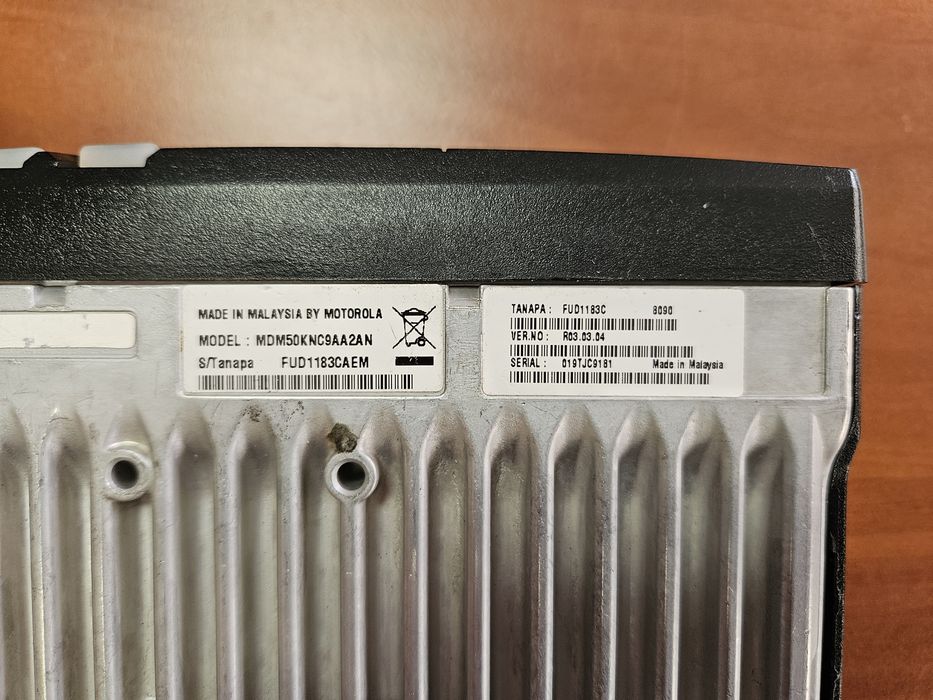 MADE IN MALAYSIA BY MOTOROLA
MODEL : MDM50KNC9AA2AN
S/Tanapa FUD1183CAEM
TANAPA : FUD1183C 8090
VER.NO : R03.03.04
SERIAL : 019TJC9181 Made in Malaysia